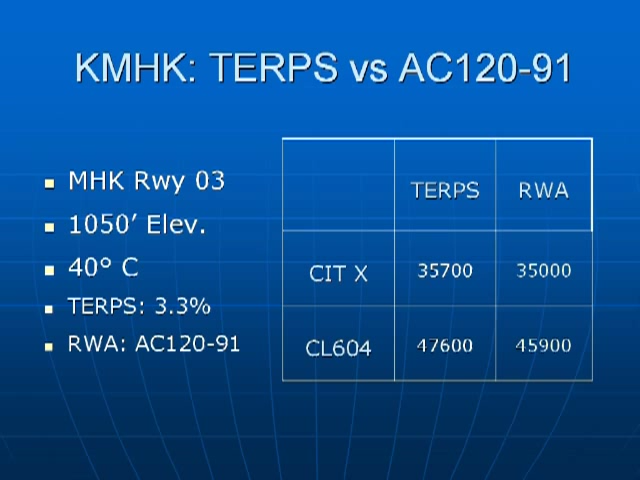 KMHK: TERPS vs AC120-91
MHK Rwy 03
1050’ Elev.
40° C
TERPS: 3.3%
RWA: AC120-91
TERPS RWA
CIT X 35700 35000
CL604 47600 45900